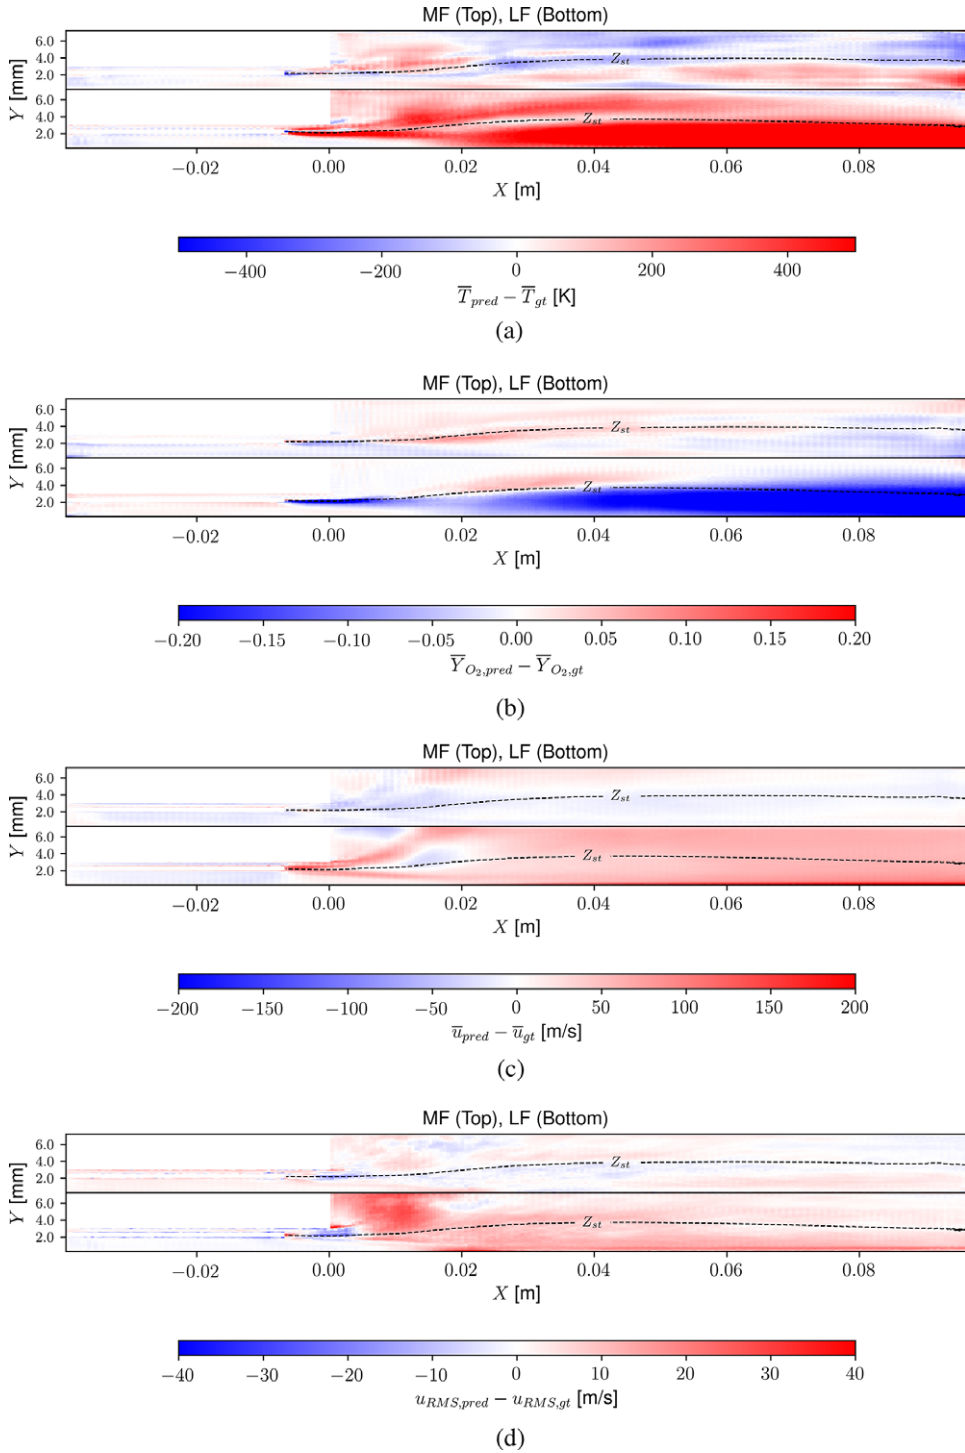 MF (Top), LF (Bottom)
6.0
4.0
2.0
6.0
4.0
2.0
Y [mm]
Z_st
Z_st
−0.02 0.00 0.02 0.04 0.06 0.08
X [m]
−400 −200 0 200 400
T̅_pred − T̅_gt [K]
(a)
MF (Top), LF (Bottom)
6.0
4.0
2.0
6.0
4.0
2.0
Y [mm]
Z_st
Z_st
−0.02 0.00 0.02 0.04 0.06 0.08
X [m]
−0.20 −0.15 −0.10 −0.05 0.00 0.05 0.10 0.15 0.20
Y̅_O₂,pred − Y̅_O₂,gt
(b)
MF (Top), LF (Bottom)
6.0
4.0
2.0
6.0
4.0
2.0
Y [mm]
Z_st
Z_st
−0.02 0.00 0.02 0.04 0.06 0.08
X [m]
−200 −150 −100 −50 0 50 100 150 200
u̅_pred − u̅_gt [m/s]
(c)
MF (Top), LF (Bottom)
6.0
4.0
2.0
6.0
4.0
2.0
Y [mm]
Z_st
Z_st
−0.02 0.00 0.02 0.04 0.06 0.08
X [m]
−40 −30 −20 −10 0 10 20 30 40
u_RMS,pred − u_RMS,gt [m/s]
(d)